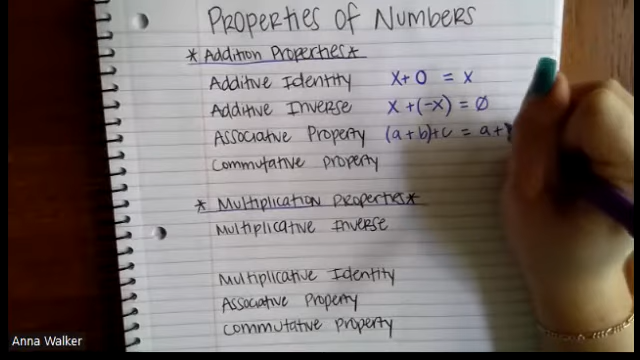 Properties of Numbers
* Addition Properties *
Additive Identity x + 0 = x
Additive Inverse x + (-x) = Ø
Associative Property (a + b) + c = a +
Commutative Property
* Multiplication Properties *
Multiplicative Inverse
Multiplicative Identity
Associative Property
Commutative Property
Anna Walker